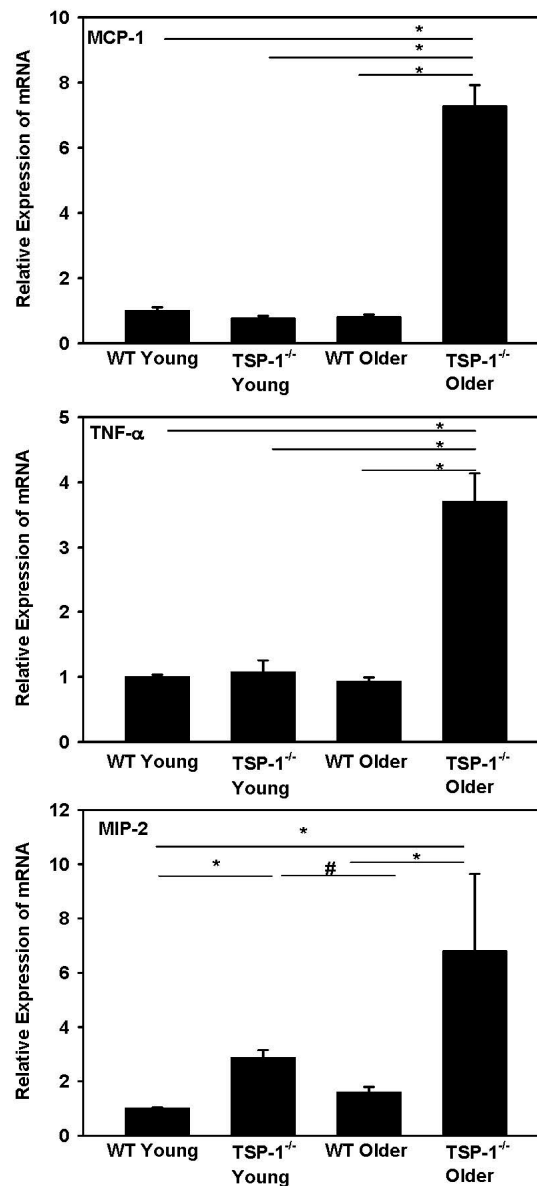 MCP-1
Relative Expression of mRNA
10
8
6
4
2
0
* 
*
*
WT Young
TSP-1-/-
Young
WT Older
TSP-1-/-
Older
TNF-α
Relative Expression of mRNA
5
4
3
2
1
0
*
*
*
WT Young
TSP-1-/-
Young
WT Older
TSP-1-/-
Older
MIP-2
Relative Expression of mRNA
12
10
8
6
4
2
0
*
*
#
*
WT Young
TSP-1-/-
Young
WT Older
TSP-1-/-
Older